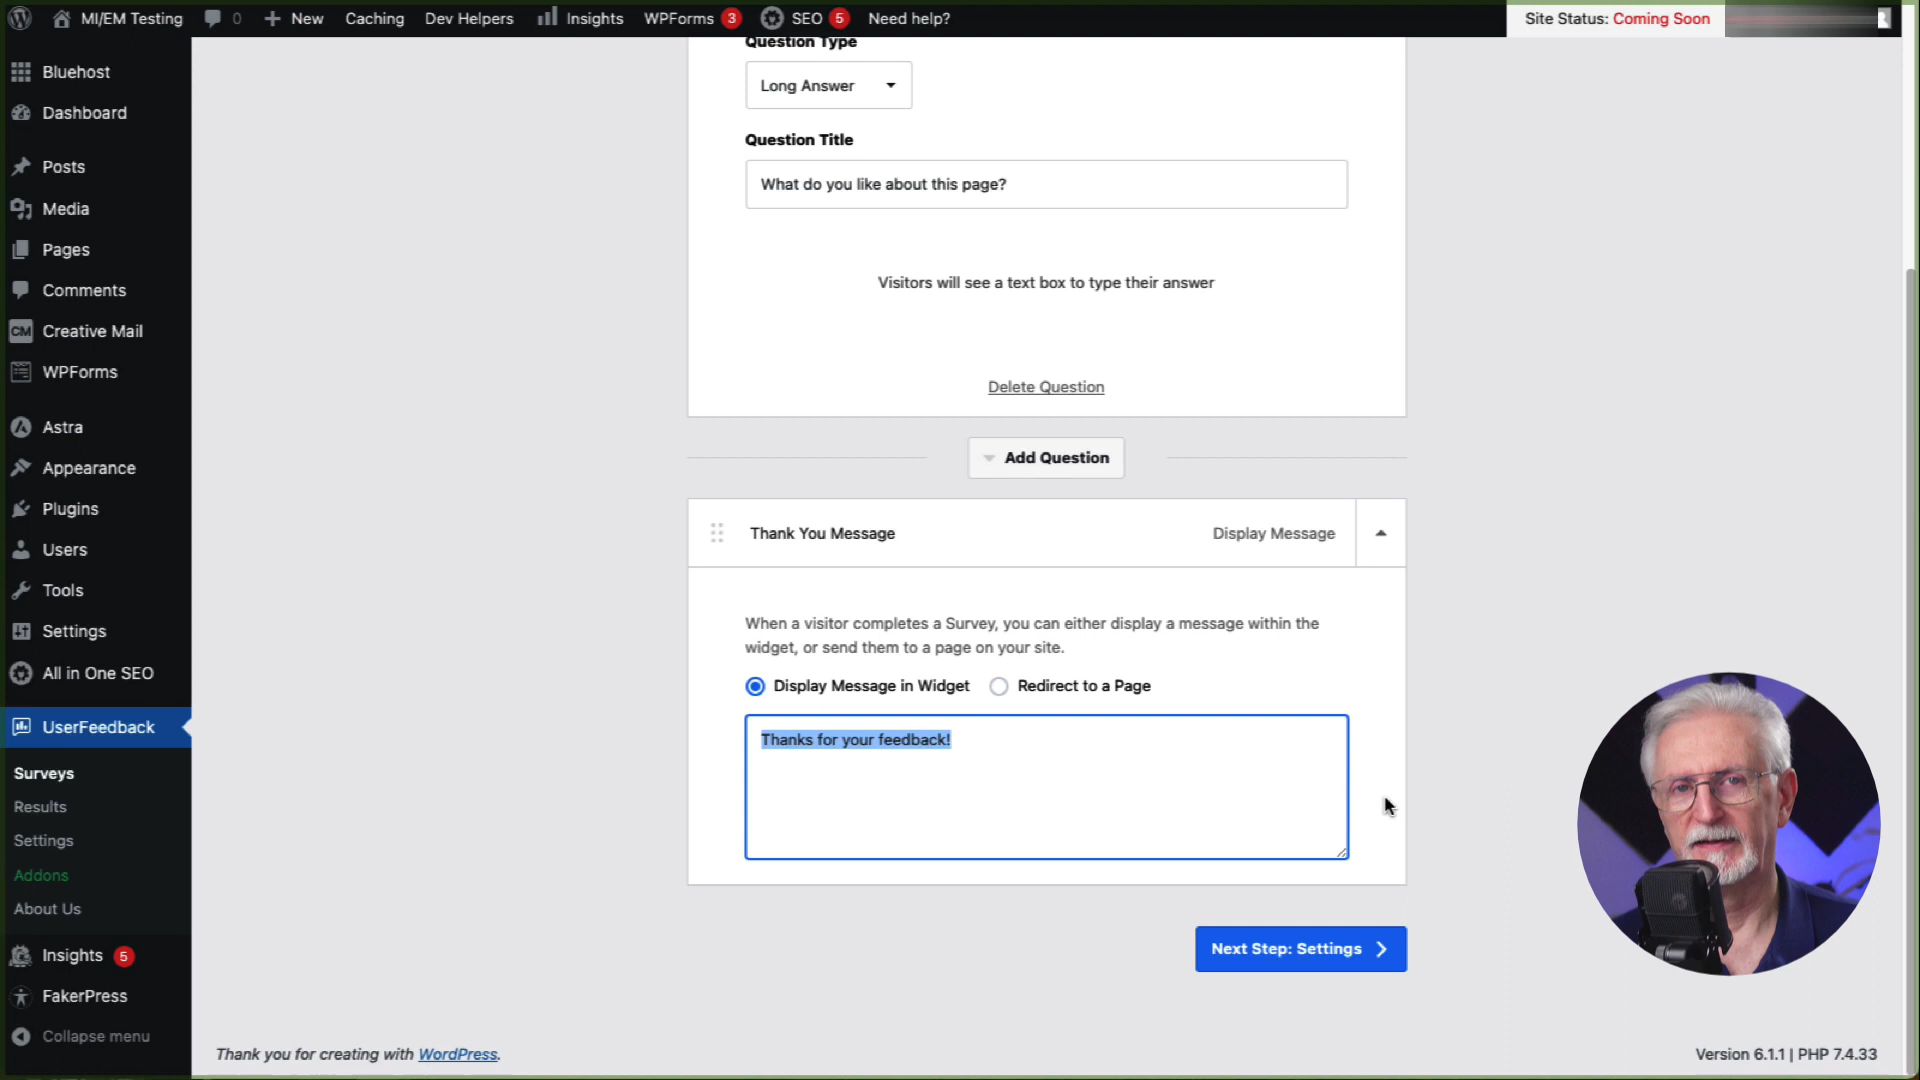 MI/EM Testing
0
New
Caching
Dev Helpers
Insights
WPForms 3
SEO 5
Need help?
Site Status: Coming Soon
Bluehost
Dashboard
Posts
Media
Pages
Comments
CM Creative Mail
WPForms
Astra
Appearance
Plugins
Users
Tools
Settings
All in One SEO
UserFeedback
Surveys
Results
Settings
Addons
About Us
Insights 5
FakerPress
Collapse menu
Question Type
Long Answer
Question Title
What do you like about this page?
Visitors will see a text box to type their answer
Delete Question
Add Question
Thank You Message
Display Message
When a visitor completes a Survey, you can either display a message within the
widget, or send them to a page on your site.
Display Message in Widget
Redirect to a Page
Thanks for your feedback!
Next Step: Settings
Thank you for creating with WordPress.
Version 6.1.1 | PHP 7.4.33